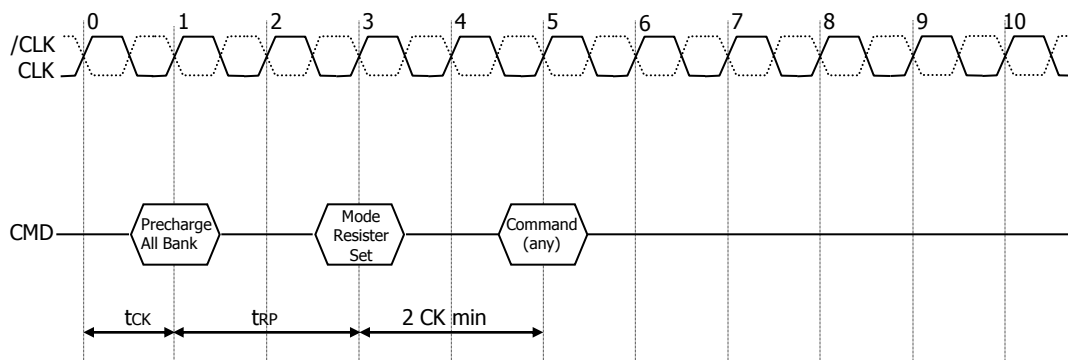 0 1 2 3 4 5 6 7 8 9 10
/CLK
CLK
CMD
Precharge
All Bank
Mode
Resister
Set
Command
(any)
tCK
tRP
2 CK min